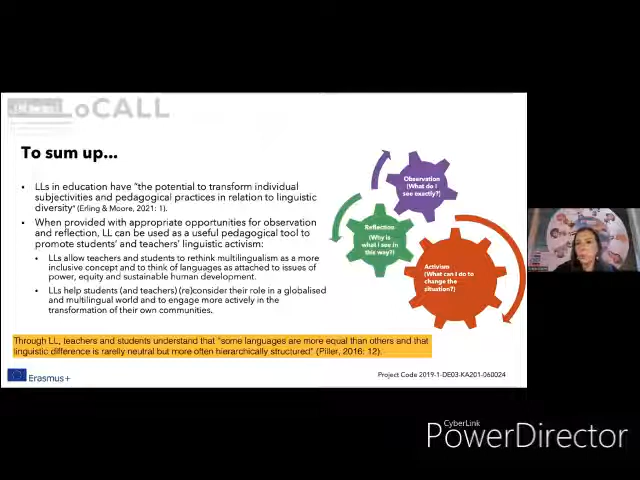 oCALL
To sum up...
• LLs in education have "the potential to transform individual
subjectivities and pedagogical practices in relation to linguistic
diversity" (Erling & Moore, 2021: 1).
• When provided with appropriate opportunities for observation
and reflection, LL can be used as a useful pedagogical tool to
promote students' and teachers' linguistic activism:
• LLs allow teachers and students to rethink multilingualism as a more
inclusive concept and to think of languages as attached to issues of
power, equity and sustainable human development.
• LLs help students (and teachers) (re)consider their role in a globalised
and multilingual world and to engage more actively in the
transformation of their own communities.
Observation
(What do I
see exactly?)
Reflection
(Why is
what I see in
this way?)
Activism
(What can I do to
change the
situation?)
Through LL, teachers and students understand that "some languages are more equal than others and that
linguistic difference is rarelly neutral but more often hierarchically structured" (Piller, 2016: 12).
Erasmus+
Project Code 2019-1-DE03-KA201-060024
CyberLink
PowerDirector